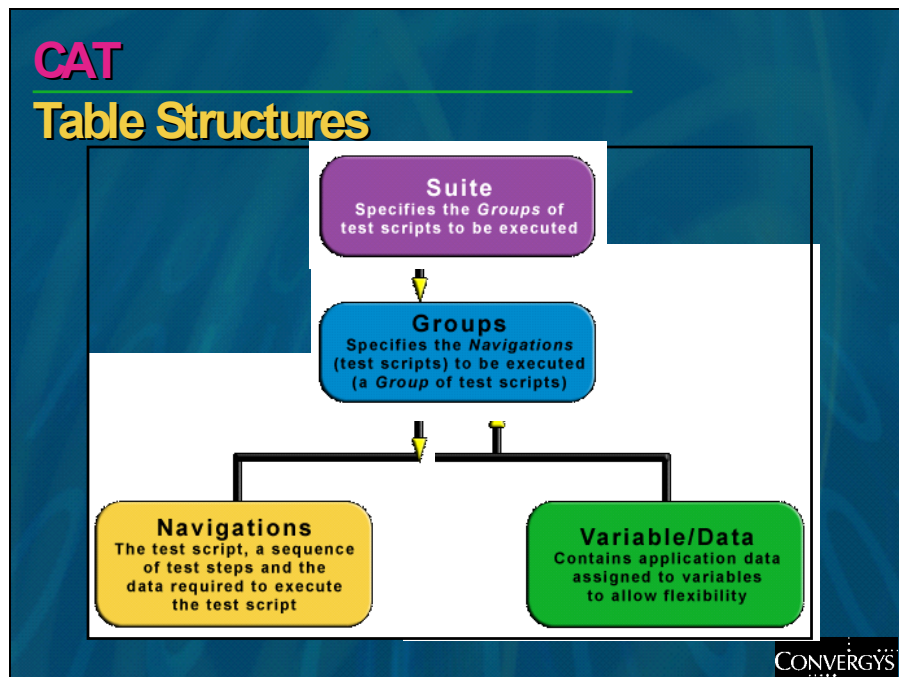 CAT
Table Structures
Suite
Specifies the Groups of
test scripts to be executed
Groups
Specifies the Navigations
(test scripts) to be executed
(a Group of test scripts)
Navigations
The test script, a sequence
of test steps and the
data required to execute
the test script
Variable/Data
Contains application data
assigned to variables
to allow flexibility
CONVERGYS